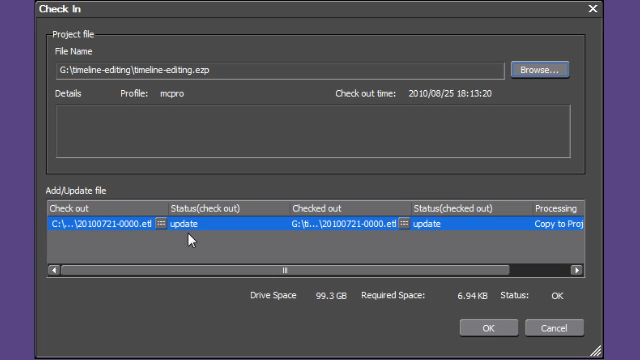 Check In
Project file
File Name
G:\timeline-editing\timeline-editing.ezp
Browse...
Details Profile: mcpro Check out time: 2010/08/25 18:13:20
Add/Update file
Check out Status(check out) Checked out Status(checked out) Processing
C:\,...\20100721-0000.etl update G:\ti...\20100721-0000.etl update Copy to Proj
Drive Space 99.3 GB Required Space: 6.94 KB Status: OK
OK Cancel